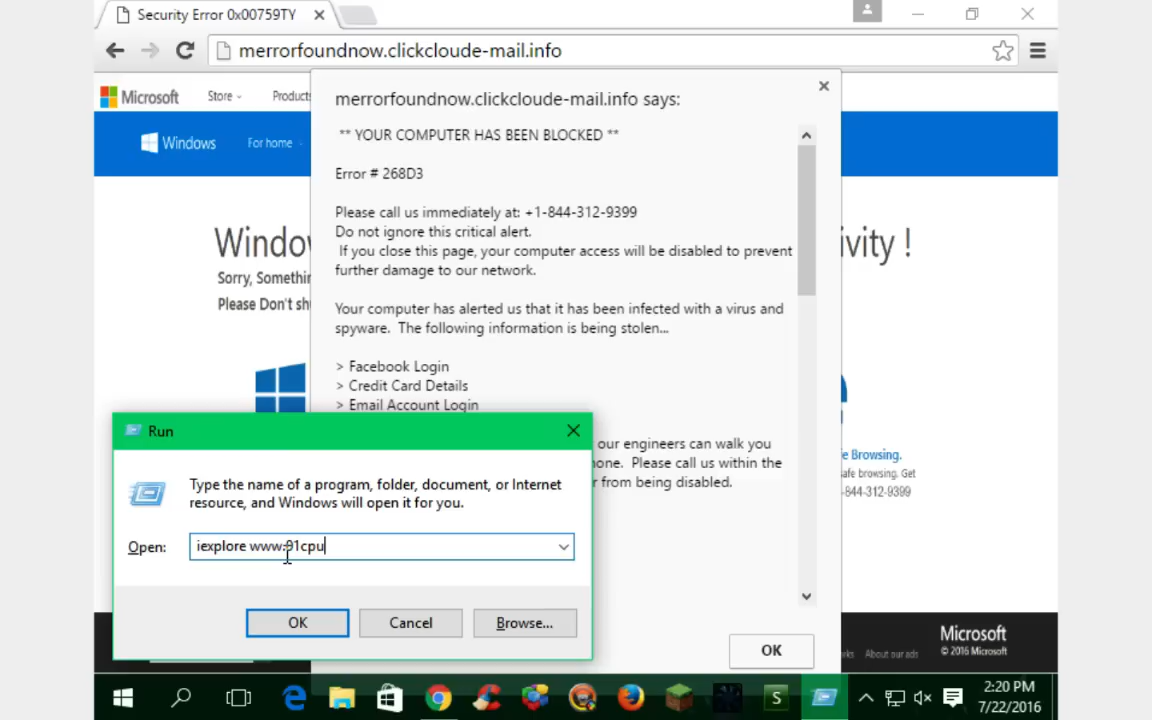 Security Error 0x00759TY
merrorfoundnow.clickcloude-mail.info
Microsoft
Store
Products
merrorfoundnow.clickcloude-mail.info says:
Windows
For home
** YOUR COMPUTER HAS BEEN BLOCKED **
Error # 268D3
Please call us immediately at: +1-844-312-9399
Do not ignore this critical alert.
If you close this page, your computer access will be disabled to prevent
further damage to our network.
Windo
ivity !
Sorry, Somethin
Please Don't sh
Your computer has alerted us that it has been infected with a virus and
spyware. The following information is being stolen...
> Facebook Login
> Credit Card Details
> Email Account Login
our engineers can walk you
one. Please call us within the
r from being disabled.
e Browsing.
safe browsing. Get
-844-312-9399
Run
Type the name of a program, folder, document, or Internet
resource, and Windows will open it for you.
Open:
iexplore www.91cpu
OK
Cancel
Browse...
OK
About our ads
Microsoft
© 2016 Microsoft
S
2:20 PM
7/22/2016